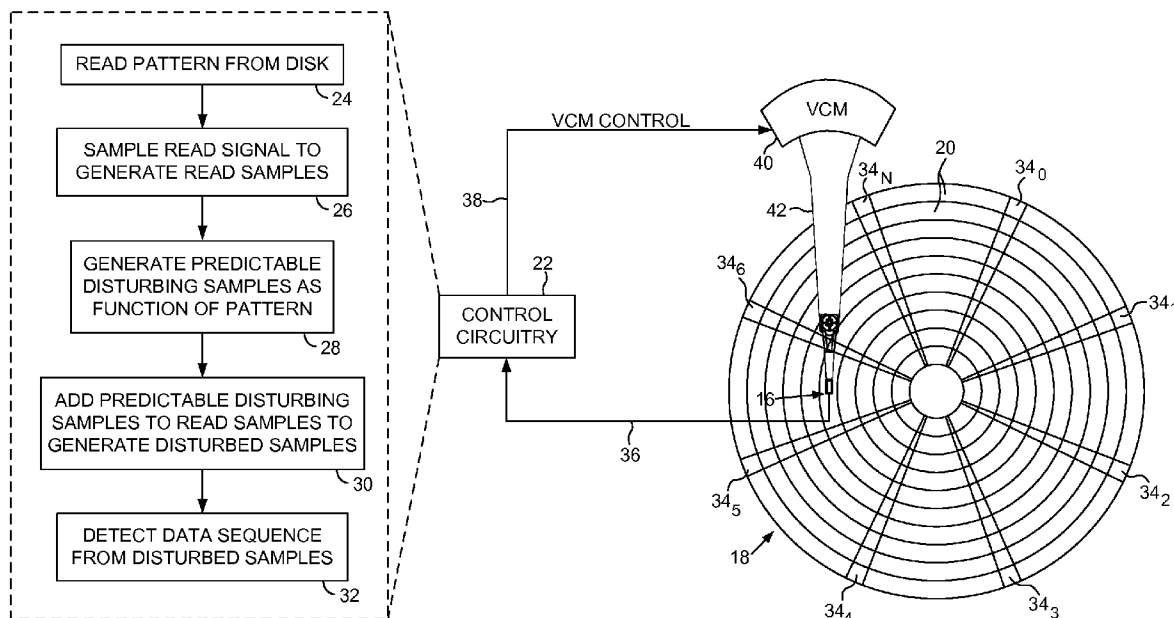 READ PATTERN FROM DISK
24
SAMPLE READ SIGNAL TO
GENERATE READ SAMPLES
26
GENERATE PREDICTABLE
DISTURBING SAMPLES AS
FUNCTION OF PATTERN
28
ADD PREDICTABLE DISTURBING
SAMPLES TO READ SAMPLES TO
GENERATE DISTURBED SAMPLES
30
DETECT DATA SEQUENCE
FROM DISTURBED SAMPLES
32
VCM CONTROL
38
22
CONTROL
CIRCUITRY
36
VCM
40
42
16
18
20
34N
340
341
342
343
344
345
346